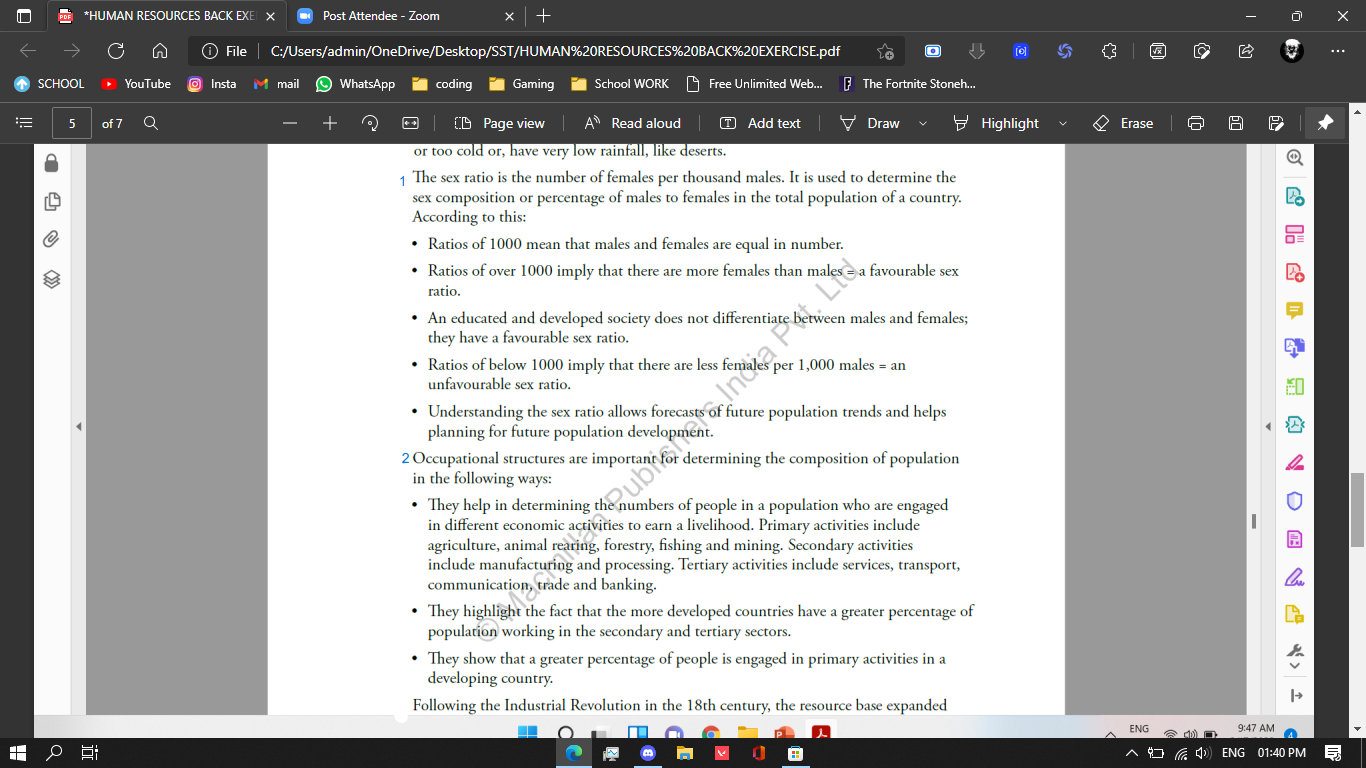 *HUMAN RESOURCES BACK EXE
Post Attendee - Zoom
File
C:/Users/admin/OneDrive/Desktop/SST/HUMAN%20RESOURCES%20BACK%20EXERCISE.pdf
SCHOOL YouTube Insta mail WhatsApp coding Gaming School WORK Free Unlimited Web... The Fortnite Stoneh...
5 of 7 Page view Read aloud Add text Draw Highlight Erase
or too cold or, have very low rainfall, like deserts.
1 The sex ratio is the number of females per thousand males. It is used to determine the
sex composition or percentage of males to females in the total population of a country.
According to this:
• Ratios of 1000 mean that males and females are equal in number.
• Ratios of over 1000 imply that there are more females than males = a favourable sex
ratio.
• An educated and developed society does not differentiate between males and females;
they have a favourable sex ratio.
• Ratios of below 1000 imply that there are less females per 1,000 males = an
unfavourable sex ratio.
• Understanding the sex ratio allows forecasts of future population trends and helps
planning for future population development.
2 Occupational structures are important for determining the composition of population
in the following ways:
• They help in determining the numbers of people in a population who are engaged
in different economic activities to earn a livelihood. Primary activities include
agriculture, animal rearing, forestry, fishing and mining. Secondary activities
include manufacturing and processing. Tertiary activities include services, transport,
communication, trade and banking.
• They highlight the fact that the more developed countries have a greater percentage of
population working in the secondary and tertiary sectors.
• They show that a greater percentage of people is engaged in primary activities in a
developing country.
Following the Industrial Revolution in the 18th century, the resource base expanded
© Macmillan Publishers India Pvt. Ltd
ENG 9:47 AM 4
ENG 01:40 PM